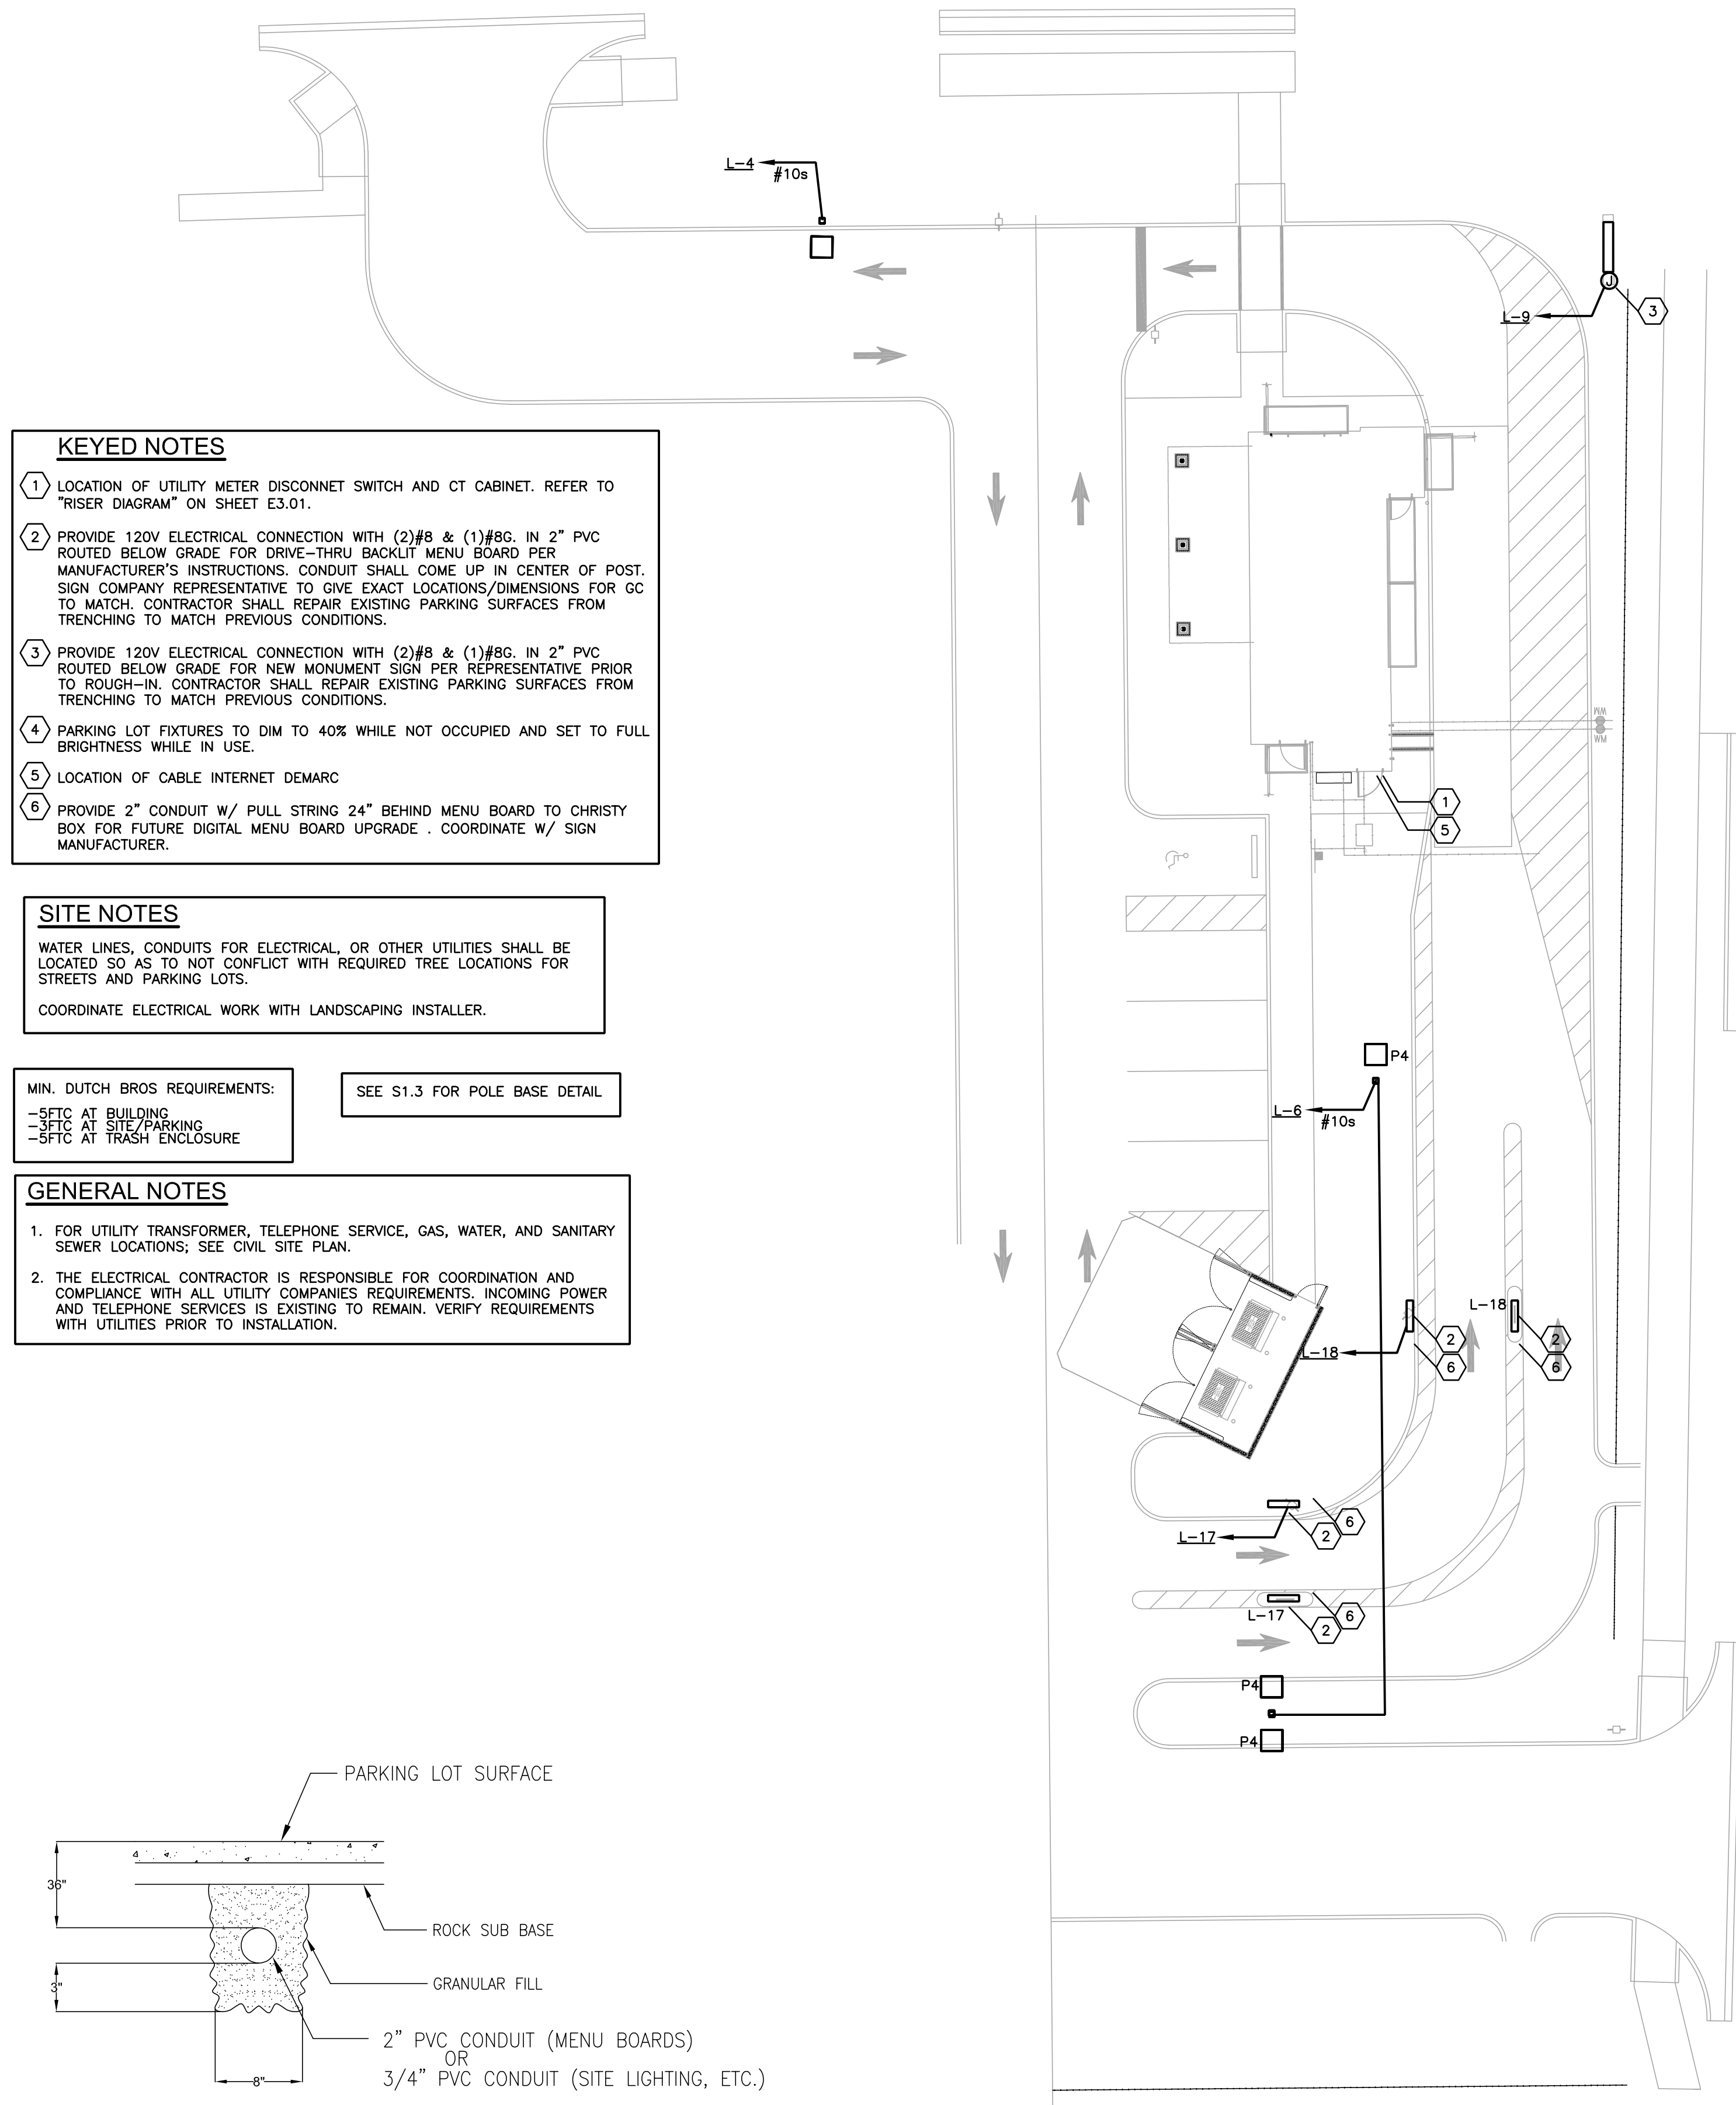 KEYED NOTES
1 LOCATION OF UTILITY METER DISCONNET SWITCH AND CT CABINET. REFER TO
"RISER DIAGRAM" ON SHEET E3.01.
2 PROVIDE 120V ELECTRICAL CONNECTION WITH (2)#8 & (1)#8G. IN 2" PVC
ROUTED BELOW GRADE FOR DRIVE-THRU BACKLIT MENU BOARD PER
MANUFACTURER'S INSTRUCTIONS. CONDUIT SHALL COME UP IN CENTER OF POST.
SIGN COMPANY REPRESENTATIVE TO GIVE EXACT LOCATIONS/DIMENSIONS FOR GC
TO MATCH. CONTRACTOR SHALL REPAIR EXISTING PARKING SURFACES FROM
TRENCHING TO MATCH PREVIOUS CONDITIONS.
3 PROVIDE 120V ELECTRICAL CONNECTION WITH (2)#8 & (1)#8G. IN 2" PVC
ROUTED BELOW GRADE FOR NEW MONUMENT SIGN PER REPRESENTATIVE PRIOR
TO ROUGH-IN. CONTRACTOR SHALL REPAIR EXISTING PARKING SURFACES FROM
TRENCHING TO MATCH PREVIOUS CONDITIONS.
4 PARKING LOT FIXTURES TO DIM TO 40% WHILE NOT OCCUPIED AND SET TO FULL
BRIGHTNESS WHILE IN USE.
5 LOCATION OF CABLE INTERNET DEMARC
6 PROVIDE 2" CONDUIT W/ PULL STRING 24" BEHIND MENU BOARD TO CHRISTY
BOX FOR FUTURE DIGITAL MENU BOARD UPGRADE . COORDINATE W/ SIGN
MANUFACTURER.
SITE NOTES
WATER LINES, CONDUITS FOR ELECTRICAL, OR OTHER UTILITIES SHALL BE
LOCATED SO AS TO NOT CONFLICT WITH REQUIRED TREE LOCATIONS FOR
STREETS AND PARKING LOTS.
COORDINATE ELECTRICAL WORK WITH LANDSCAPING INSTALLER.
MIN. DUTCH BROS REQUIREMENTS:
-5FTC AT BUILDING
-3FTC AT SITE/PARKING
-5FTC AT TRASH ENCLOSURE
SEE S1.3 FOR POLE BASE DETAIL
GENERAL NOTES
1. FOR UTILITY TRANSFORMER, TELEPHONE SERVICE, GAS, WATER, AND SANITARY
SEWER LOCATIONS; SEE CIVIL SITE PLAN.
2. THE ELECTRICAL CONTRACTOR IS RESPONSIBLE FOR COORDINATION AND
COMPLIANCE WITH ALL UTILITY COMPANIES REQUIREMENTS. INCOMING POWER
AND TELEPHONE SERVICES IS EXISTING TO REMAIN. VERIFY REQUIREMENTS
WITH UTILITIES PRIOR TO INSTALLATION.
PARKING LOT SURFACE
36"
ROCK SUB BASE
GRANULAR FILL
3"
8"
2" PVC CONDUIT (MENU BOARDS)
OR
3/4" PVC CONDUIT (SITE LIGHTING, ETC.)
L-4
#10s
J
3
L-9
WM
WM
1
5
P4
L-6
#10s
L-18
2
6
L-18
2
6
L-17
2
6
L-17
2
6
P4
P4